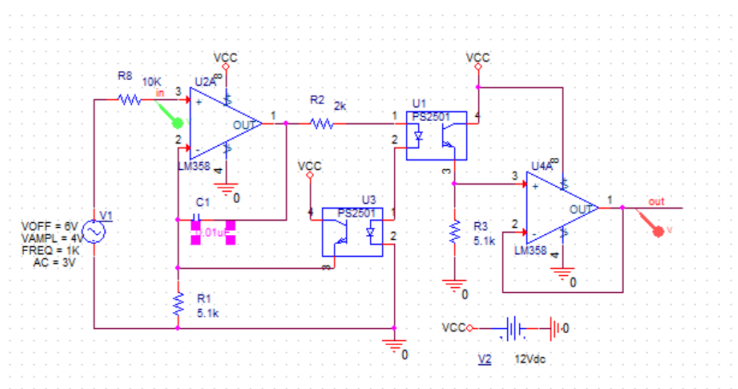 VCC
VCC
R8 10K
in
3
U2A
8
+
V+
OUT
1
2
-
V-
LM358
4
0
R2 2k
U1
PS2501
1
2
4
3
VCC
C1
0.01uF
U3
PS2501
4
1
2
3
U4A
3
+
8
V+
OUT
1
out
V
2
-
V-
LM358
4
0
R3
5.1k
0
V1
VOFF = 6V
VAMPL = 4V
FREQ = 1K
AC = 3V
R1
5.1k
0
VCC
0
V2 12Vdc